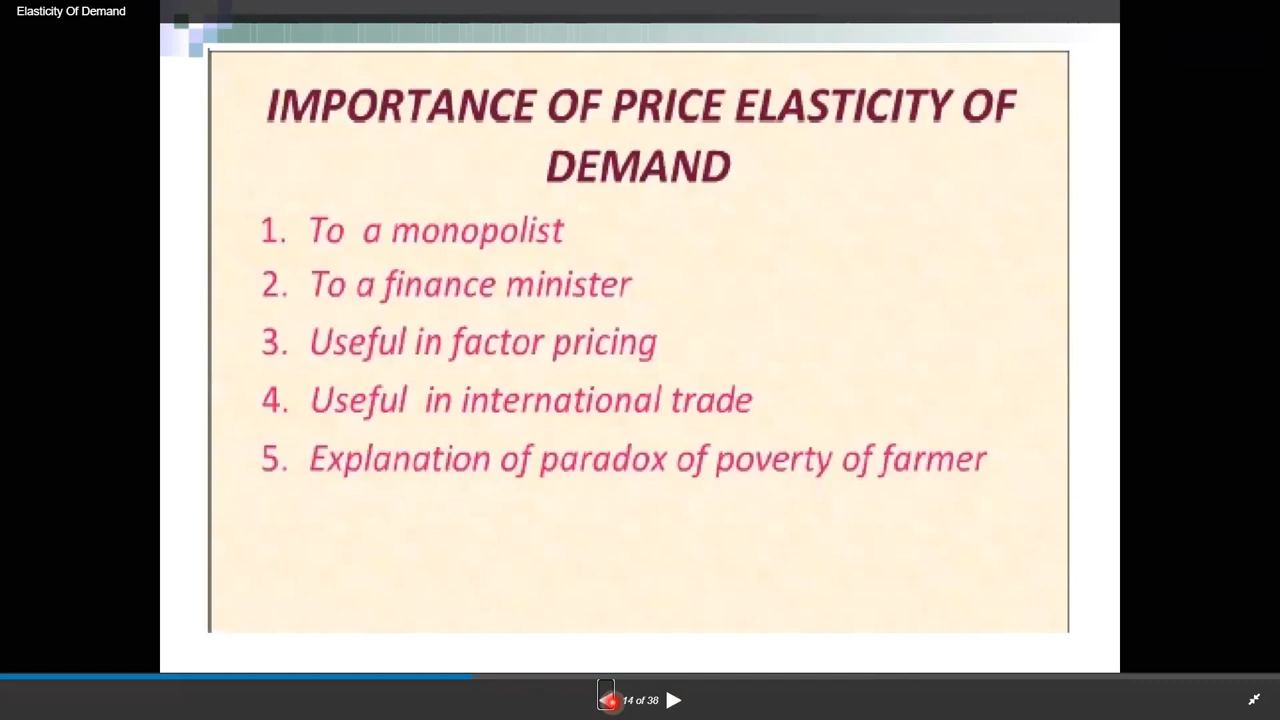 Elasticity Of Demand
IMPORTANCE OF PRICE ELASTICITY OF
DEMAND
1. To a monopolist
2. To a finance minister
3. Useful in factor pricing
4. Useful in international trade
5. Explanation of paradox of poverty of farmer
14 of 38